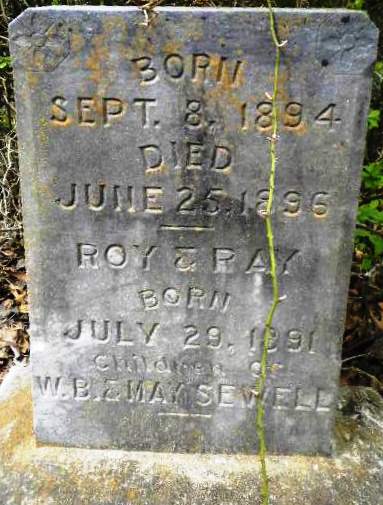 BORN
SEPT. 8, 1894
DIED
JUNE 25, 1896
ROY & RAY
BORN
JULY 29, 1891
Children of
W.B. & MAY SEWELL